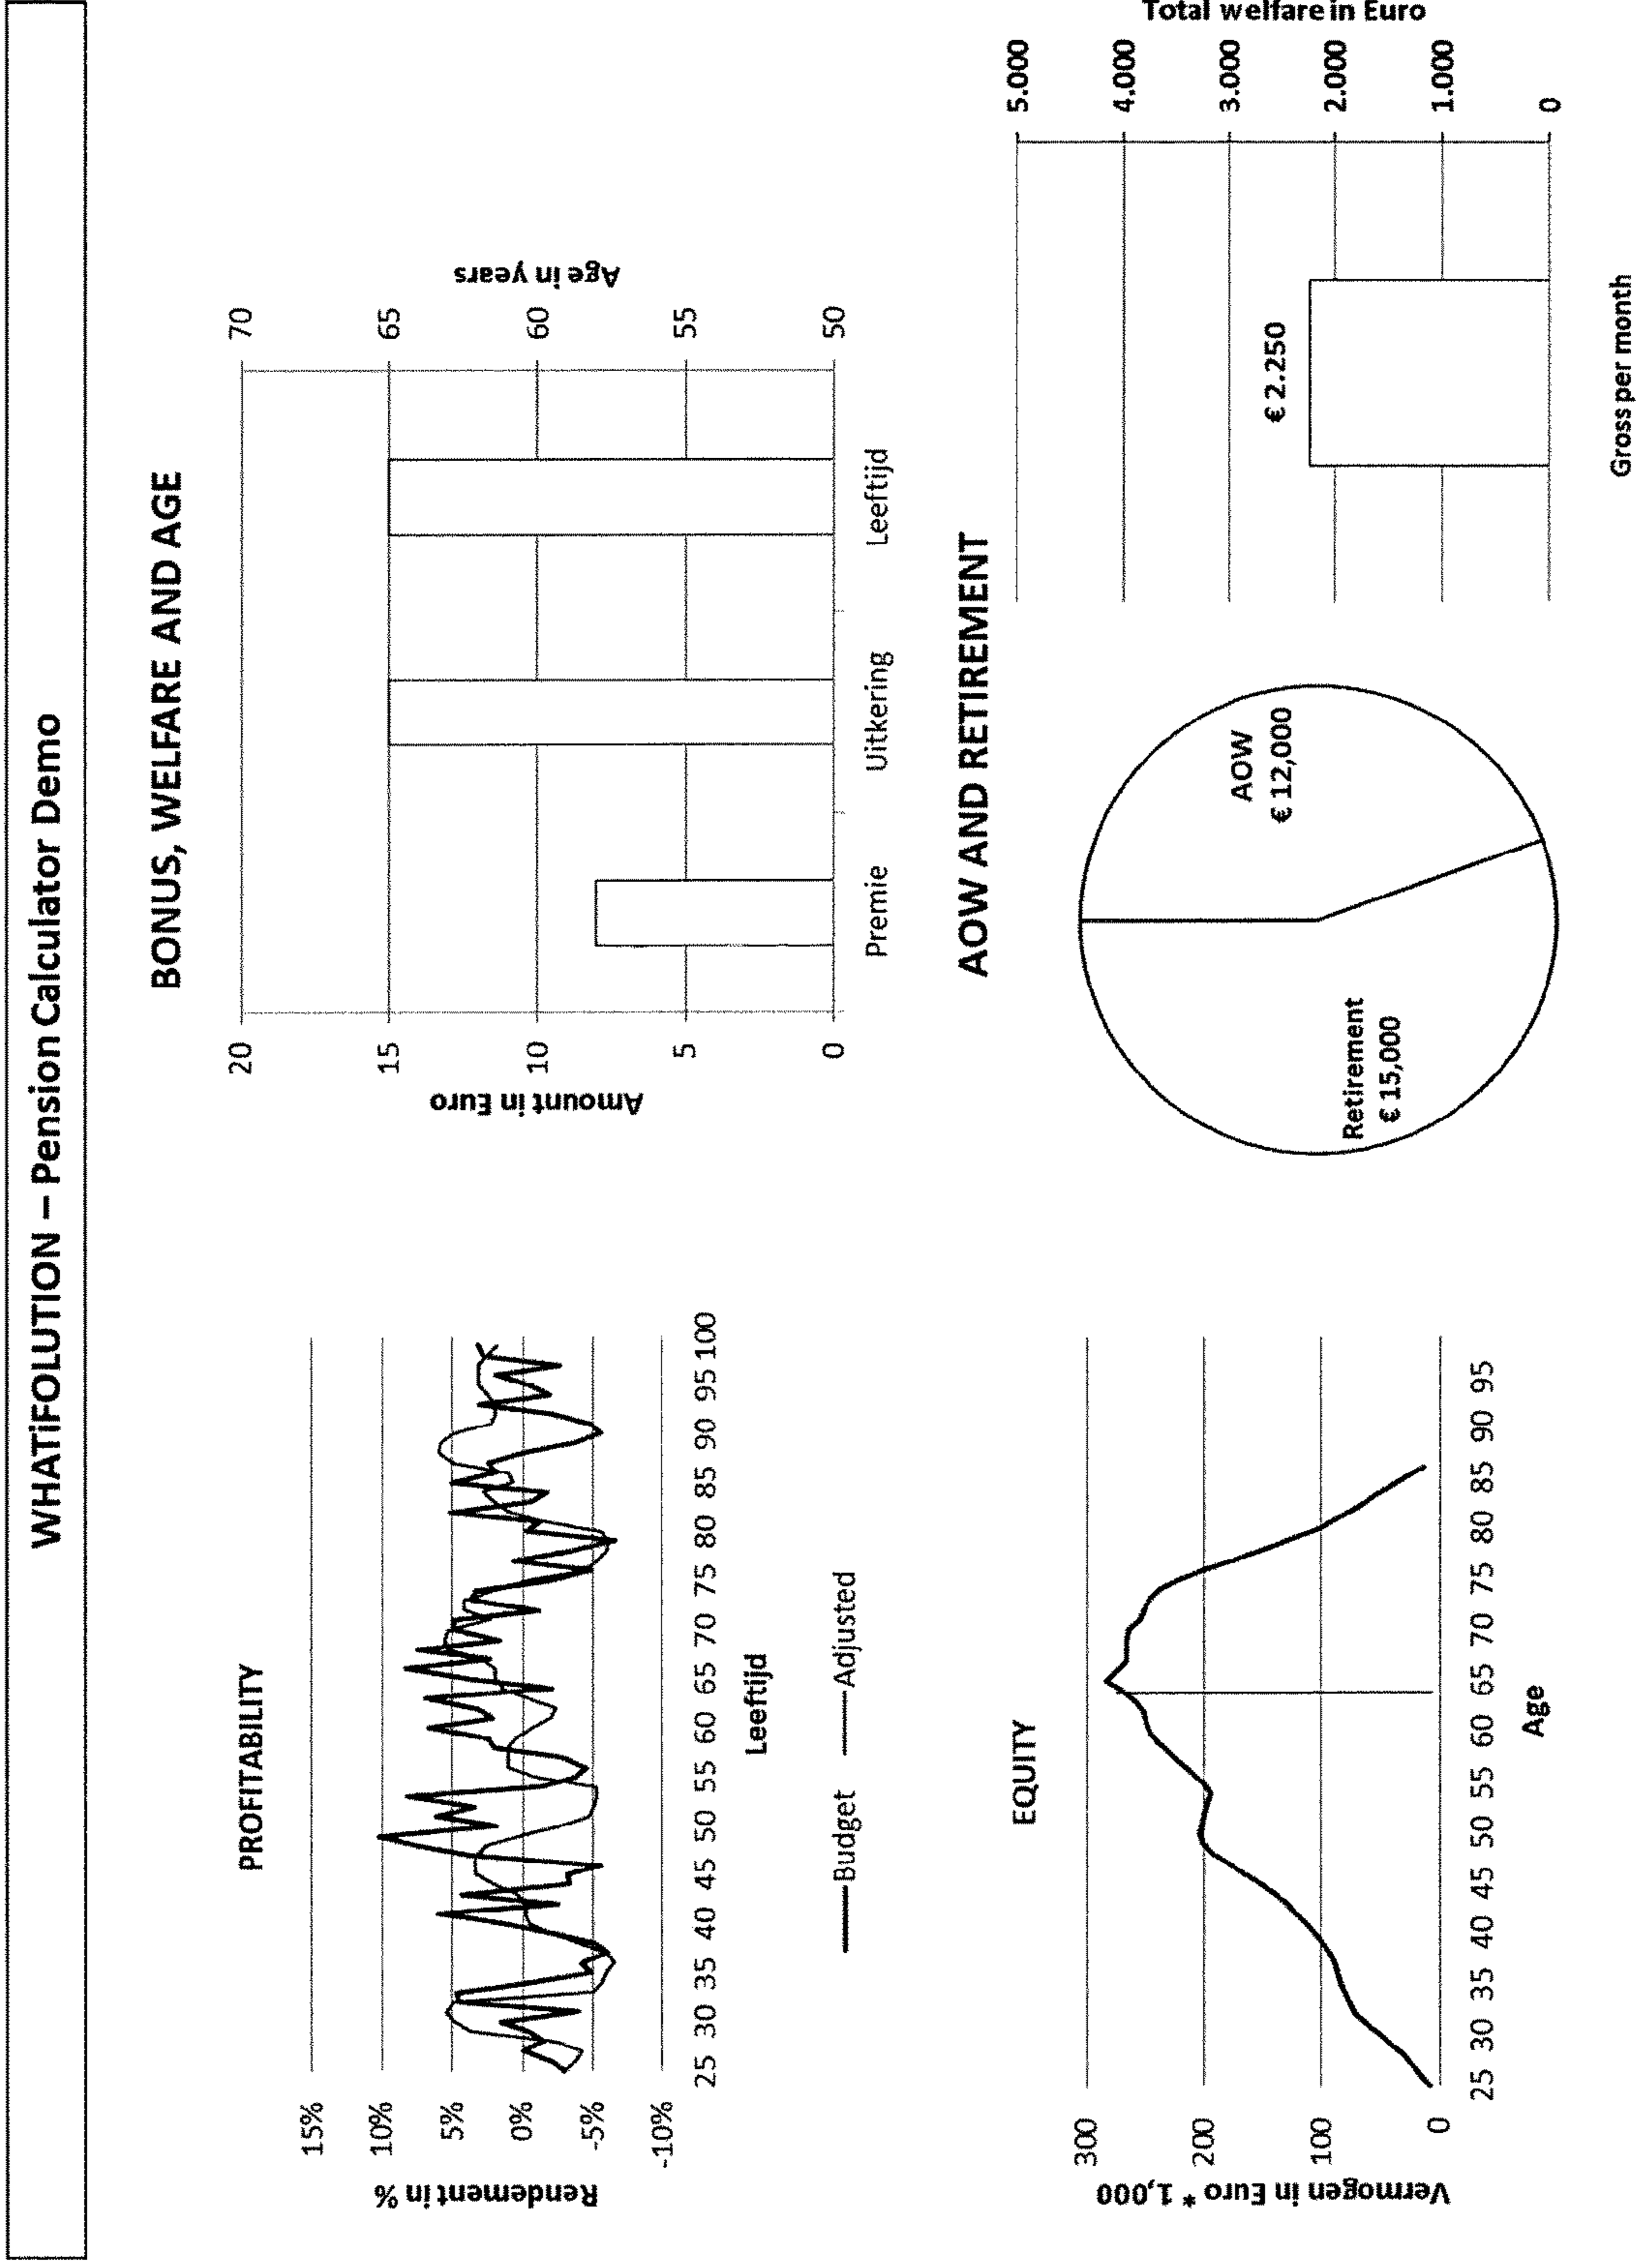 WHATiFOLUTION – Pension Calculator Demo
PROFITABILITY
15%
10%
5%
0%
-5%
-10%
Rendement in %
25 30 35 40 45 50 55 60 65 70 75 80 85 90 95 100
Leeftijd
Budget Adjusted
BONUS, WELFARE AND AGE
20
15
10
5
0
Amount in Euro
70
65
60
55
50
Age in years
Premie Uitkering Leeftijd
EQUITY
300
200
100
0
Vermogen in Euro * 1,000
25 30 35 40 45 50 55 60 65 70 75 80 85 90 95
Age
AOW AND RETIREMENT
AOW
€ 12,000
Retirement
€ 15,000
€ 2.250
5.000
4.000
3.000
2.000
1.000
0
Total welfare in Euro
Gross per month